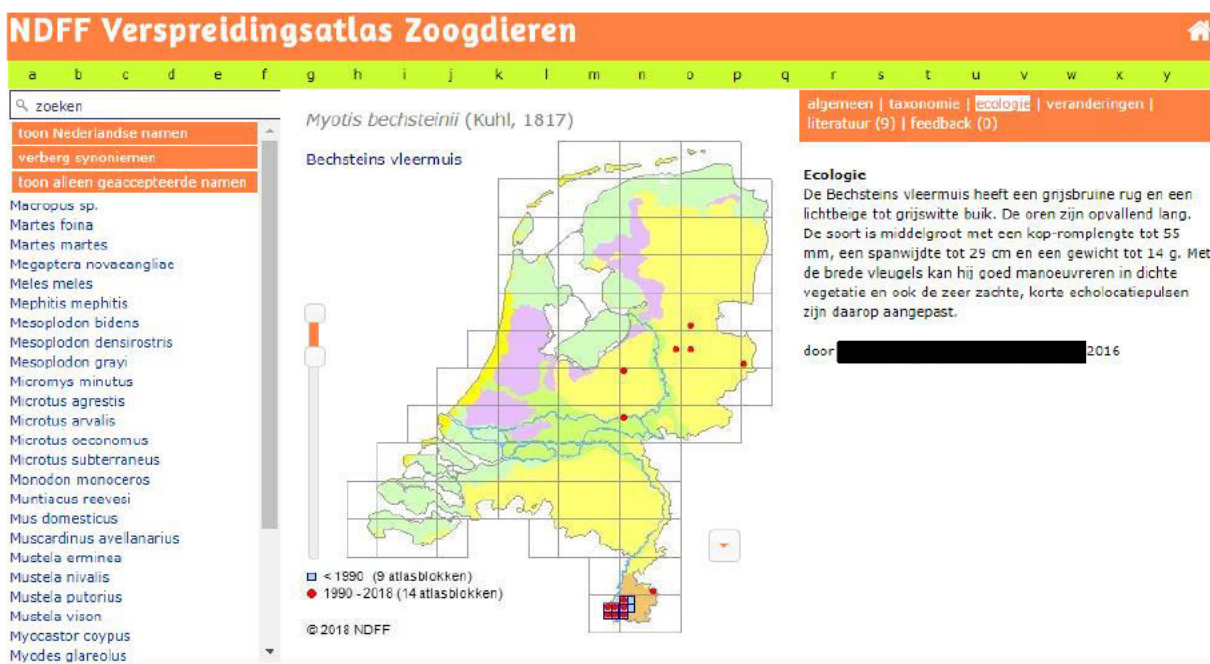 NDFF Verspreidingsatlas Zoogdieren
a b c d e f g h i j k l m n o p q r s t u v w x y
zoeken
toon Nederlandse namen
verberg synoniemen
toon alleen geaccepteerde namen
Macropus sp.
Martes foina
Martes martes
Megaptera novaeangliae
Meles meles
Mephitis mephitis
Mesoplodon bidens
Mesoplodon densirostris
Mesoplodon grayi
Micromys minutus
Microtus agrestis
Microtus arvalis
Microtus oeconomus
Microtus subterraneus
Monodon monoceros
Muntiacus reevesi
Mus domesticus
Muscardinus avellanarius
Mustela erminea
Mustela nivalis
Mustela putorius
Mustela vison
Myocastor coypus
Myodes glareolus
Myotis bechsteinii (Kuhl, 1817)
Bechsteins vleermuis
< 1990 (9 atlasblokken)
1990 - 2018 (14 atlasblokken)
© 2018 NDFF
algemeen | taxonomie | ecologie | veranderingen |
literatuur (9) | feedback (0)
Ecologie
De Bechsteins vleermuis heeft een grijsbruine rug en een
lichtbeige tot grijswitte buik. De oren zijn opvallend lang.
De soort is middelgroot met een kop-romplengte tot 55
mm, een spanwijdte tot 29 cm en een gewicht tot 14 g. Met
de brede vleugels kan hij goed manoeuvreren in dichte
vegetatie en ook de zeer zachte, korte echolocatiepulsen
zijn daarop aangepast.
door 2016